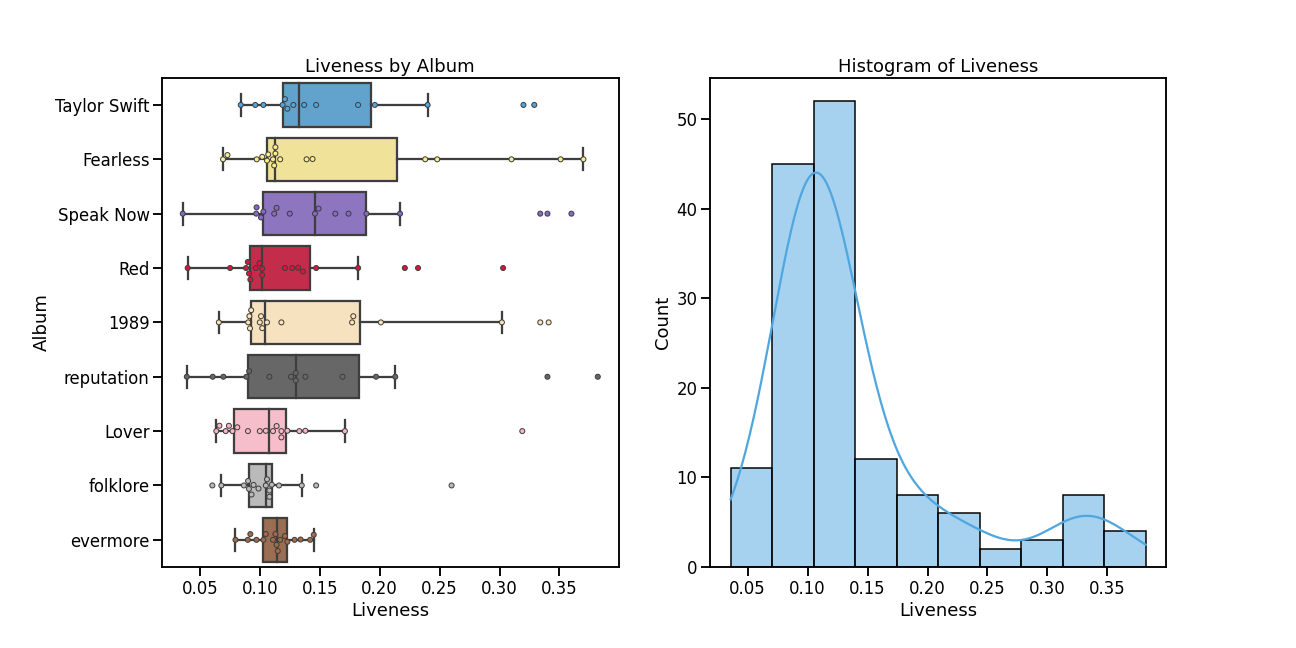 Liveness by Album
Album
Taylor Swift
Fearless
Speak Now
Red
1989
reputation
Lover
folklore
evermore
0.05 0.10 0.15 0.20 0.25 0.30 0.35
Liveness
Histogram of Liveness
Count
50
40
30
20
10
0
0.05 0.10 0.15 0.20 0.25 0.30 0.35
Liveness